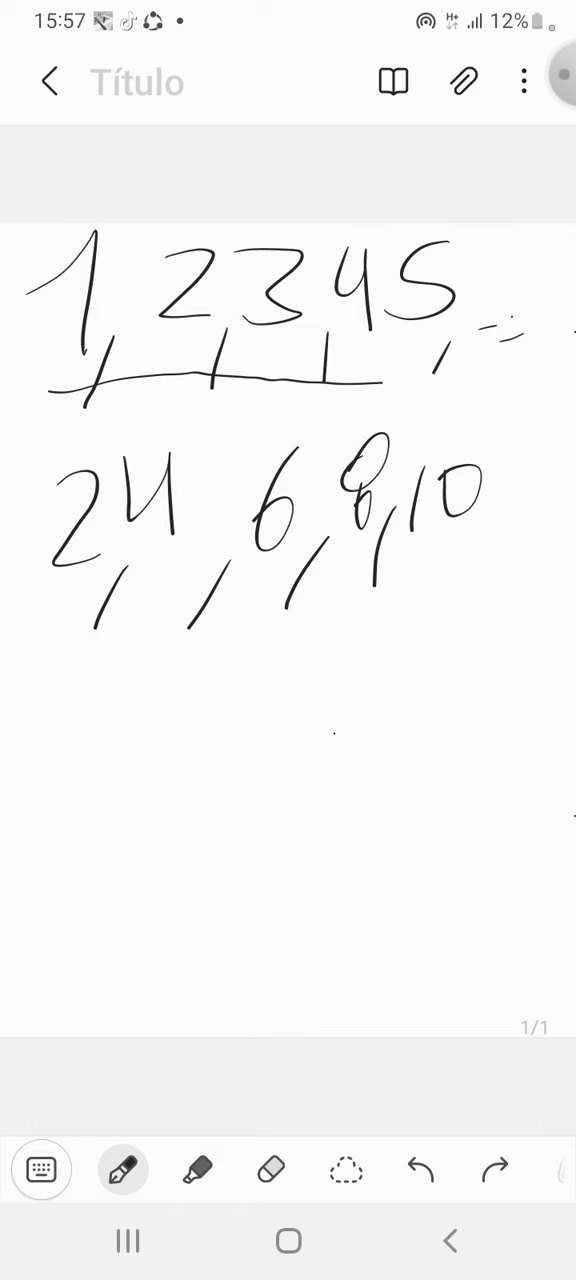 15:57 12%
Título
1, 2, 3, 4 5, =
2, 4, 6, 8, 10
1/1